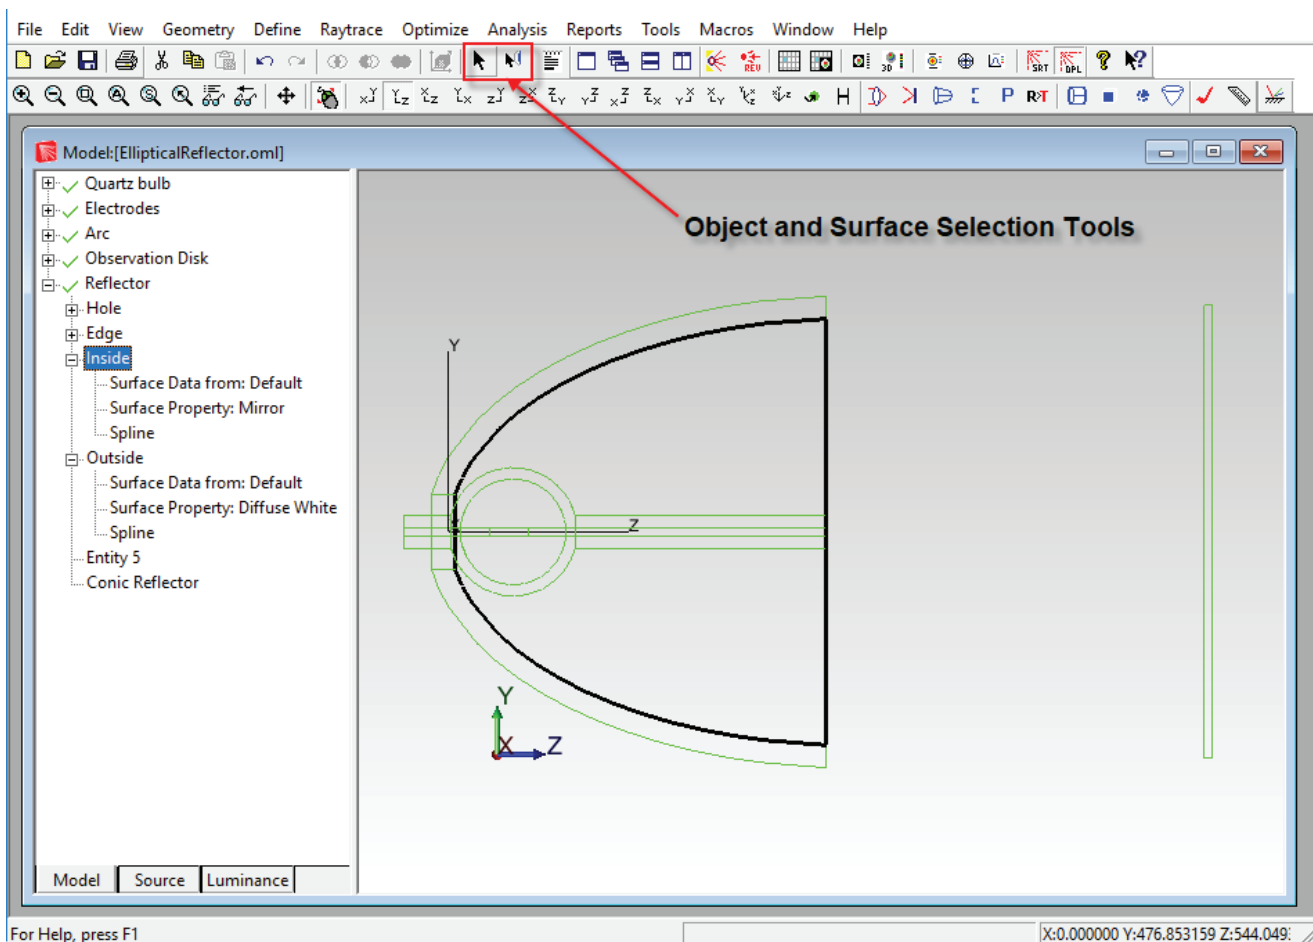 File Edit View Geometry Define Raytrace Optimize Analysis Reports Tools Macros Window Help
Model:[EllipticalReflector.oml]
Quartz bulb
Electrodes
Arc
Observation Disk
Reflector
Hole
Edge
Inside
Surface Data from: Default
Surface Property: Mirror
Spline
Outside
Surface Data from: Default
Surface Property: Diffuse White
Spline
Entity 5
Conic Reflector
Object and Surface Selection Tools
Y
Z
Y
X
Z
Model Source Luminance
For Help, press F1
X:0.000000 Y:476.853159 Z:544.049